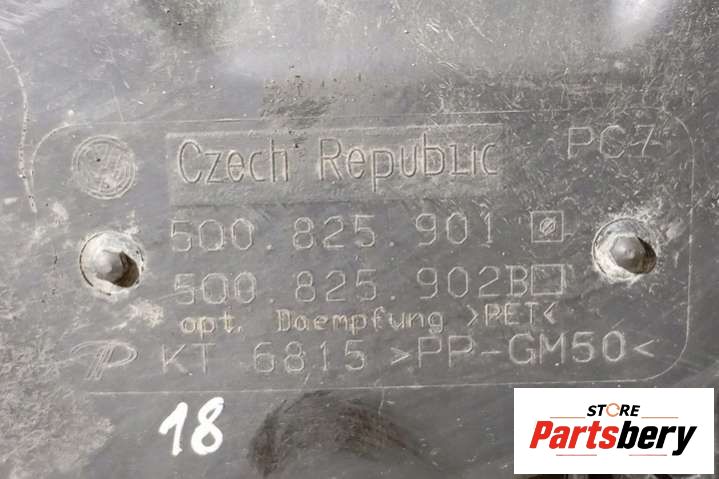 Czech Republic PC7
5Q0.825.901
5Q0.825.902B
opt. Daempfung >PET<
KT 6815 >PP-GM50<
18
STORE
Partsbery